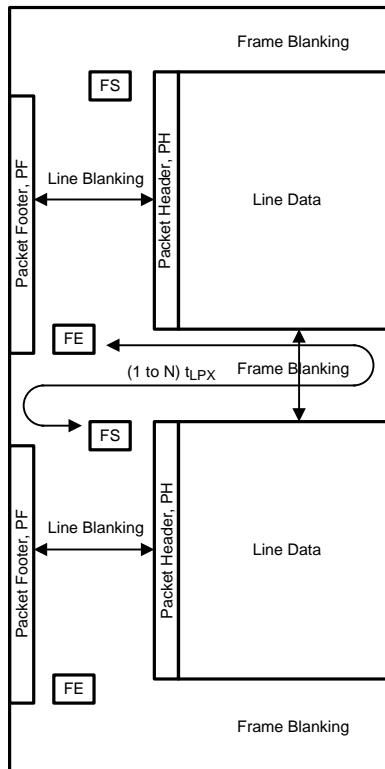 Frame Blanking
FS
Packet Footer, PF
Line Blanking
Packet Header, PH
Line Data
FE
(1 to N) tLPX
Frame Blanking
FS
Packet Footer, PF
Line Blanking
Packet Header, PH
Line Data
FE
Frame Blanking